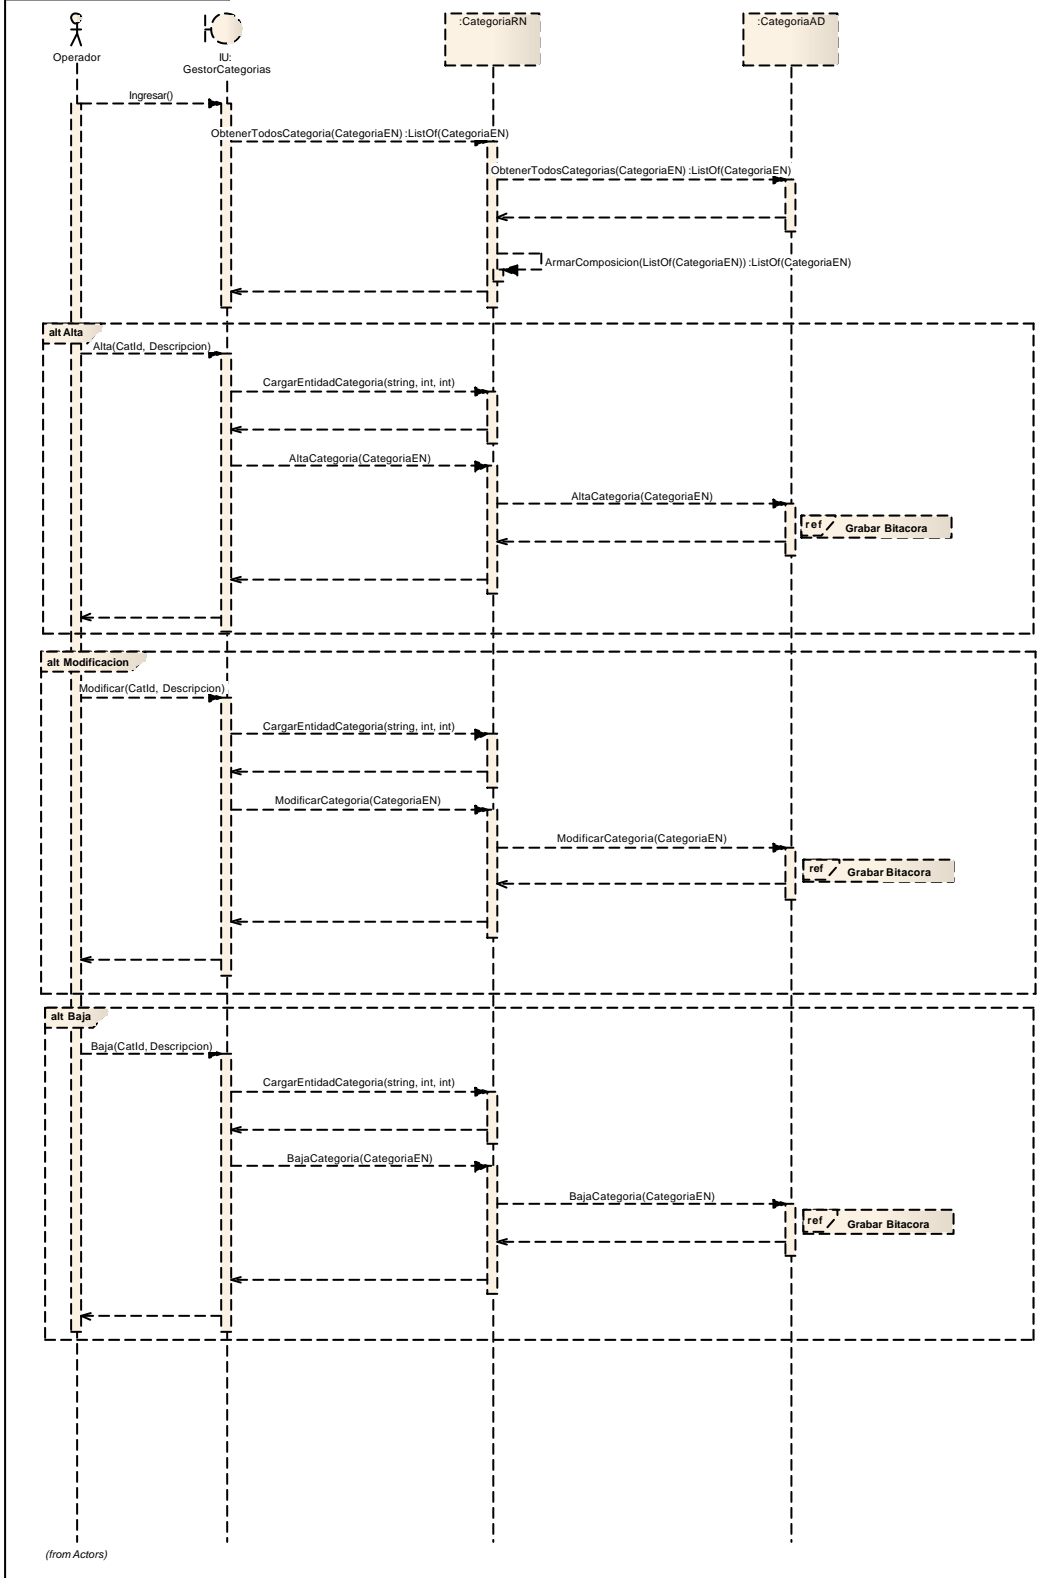 :CategoriaRN
:CategoriaAD
Operador
IU:
GestorCategorias
Ingresar()
ObtenerTodosCategoria(CategoriaEN) :ListOf(CategoriaEN)
ObtenerTodosCategorias(CategoriaEN) :ListOf(CategoriaEN)
ArmarComposicion(ListOf(CategoriaEN)) :ListOf(CategoriaEN)
alt Alta
Alta(CatId, Descripcion)
CargarEntidadCategoria(string, int, int)
AltaCategoria(CategoriaEN)
AltaCategoria(CategoriaEN)
ref
Grabar Bitacora
alt Modificacion
Modificar(CatId, Descripcion)
CargarEntidadCategoria(string, int, int)
ModificarCategoria(CategoriaEN)
ModificarCategoria(CategoriaEN)
ref
Grabar Bitacora
alt Baja
Baja(CatId, Descripcion)
CargarEntidadCategoria(string, int, int)
BajaCategoria(CategoriaEN)
BajaCategoria(CategoriaEN)
ref
Grabar Bitacora
(from Actors)